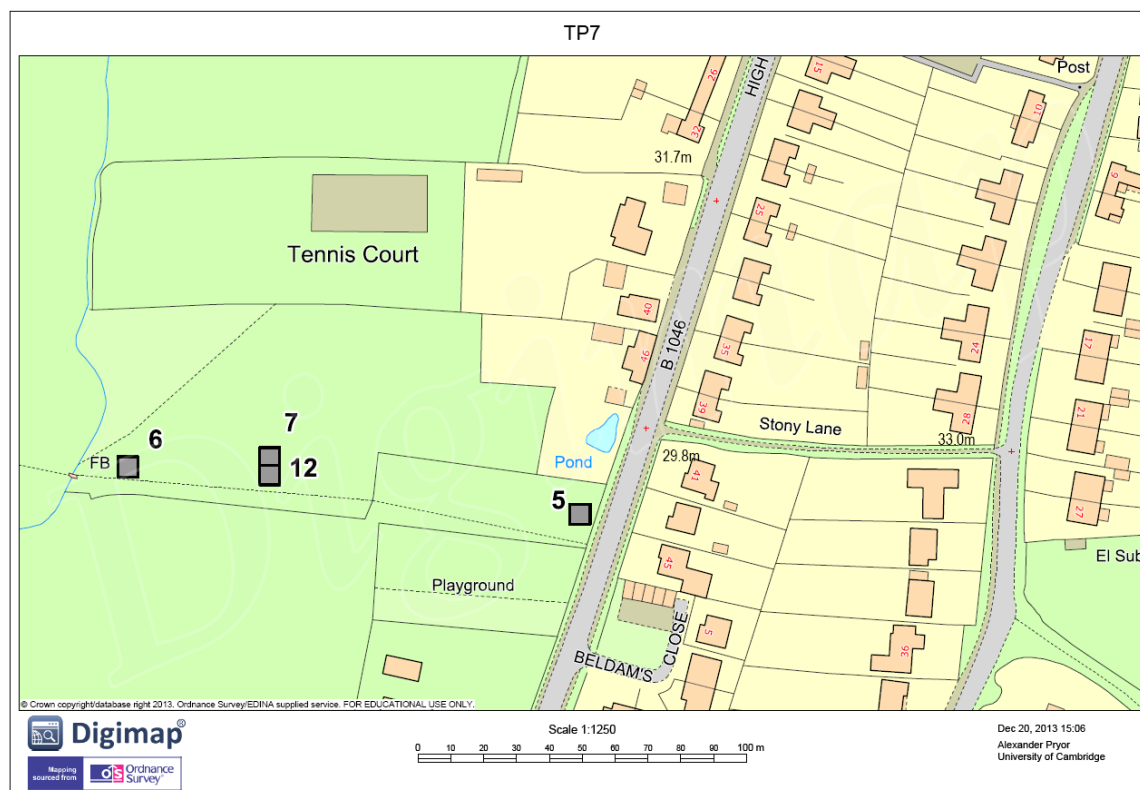 TP7
HIGH
Post
26
15
10
32
31.7m
9
25
Tennis Court
40
B 1046
46
35
24
17
39
28
21
Stony Lane
33.0m
7
6
FB
12
Pond
29.8m
41
5
27
El Sub
45
Playground
5
36
BELDAM'S
CLOSE
© Crown copyright/database right 2013. Ordnance Survey/EDINA supplied service. FOR EDUCATIONAL USE ONLY.
Digimap®
Mapping
sourced from
OS Ordnance
Survey®
Scale 1:1250
0 10 20 30 40 50 60 70 80 90 100 m
Dec 20, 2013 15:06
Alexander Pryor
University of Cambridge
Digimap